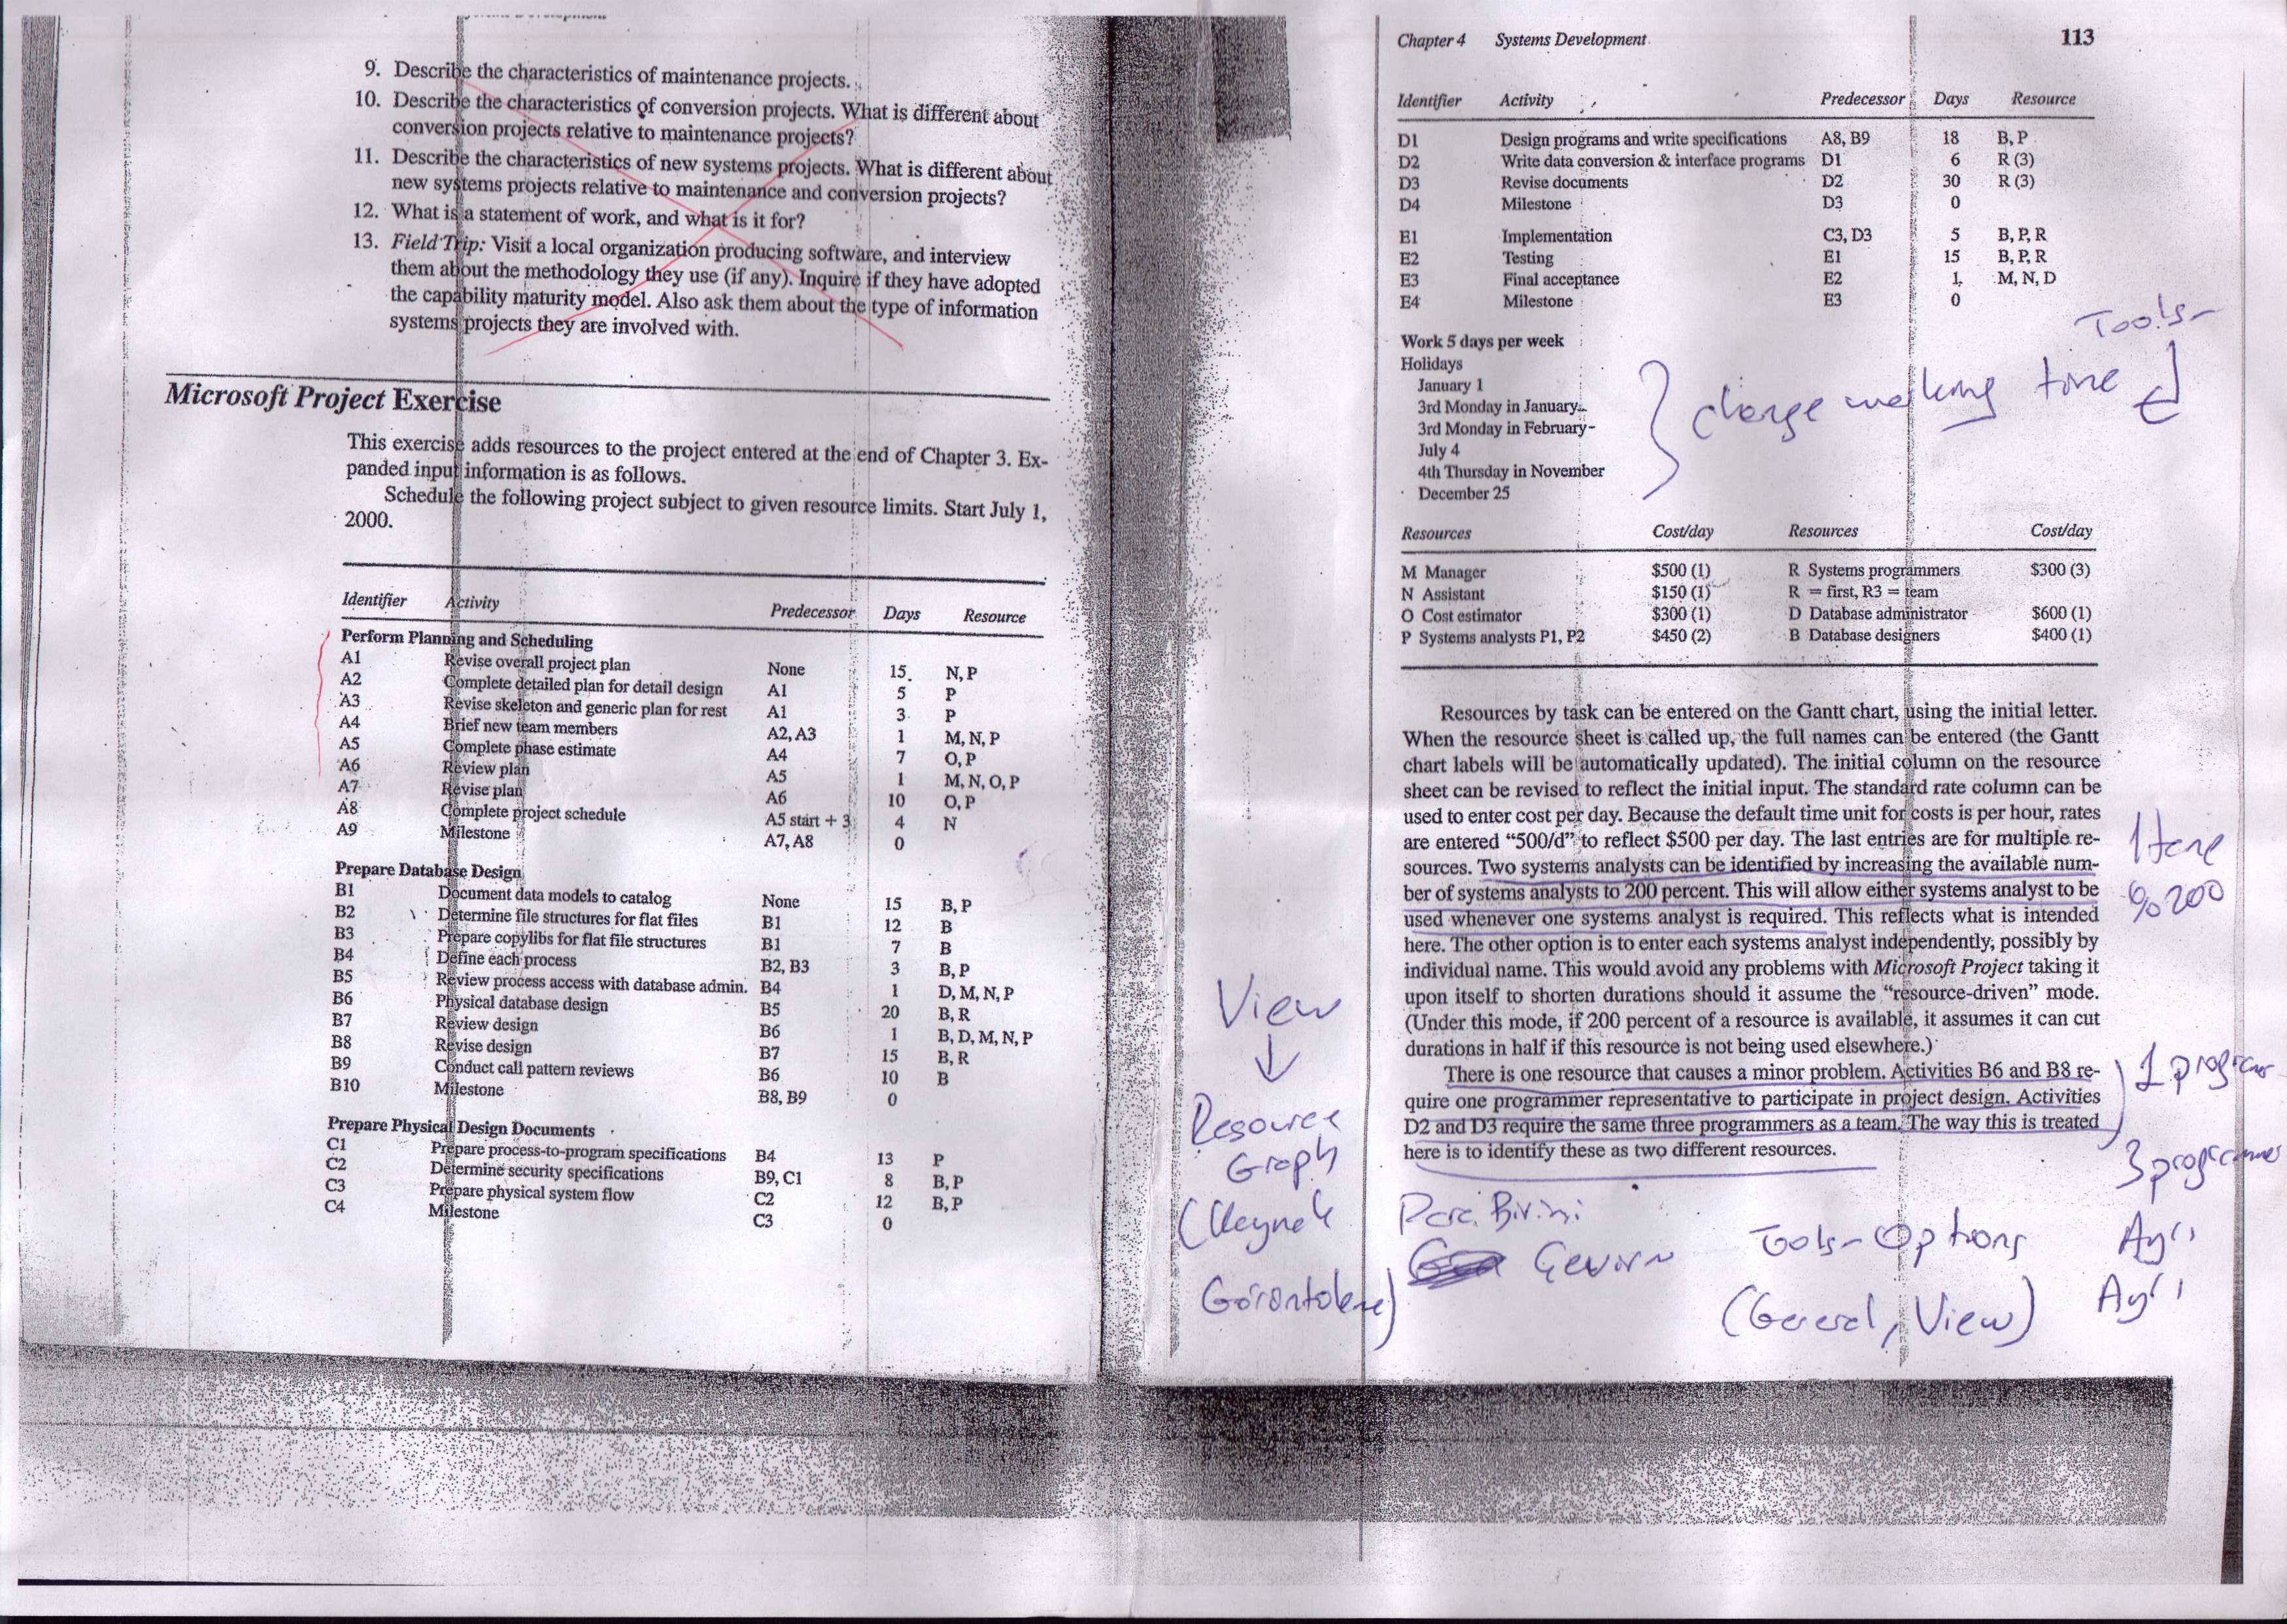 9. Describe the characteristics of maintenance projects.
10. Describe the characteristics of conversion projects. What is different about
conversion projects relative to maintenance projects?
11. Describe the characteristics of new systems projects. What is different about
new systems projects relative to maintenance and conversion projects?
12. What is a statement of work, and what is it for?
13. Field Trip: Visit a local organization producing software, and interview
them about the methodology they use (if any). Inquire if they have adopted
the capability maturity model. Also ask them about the type of information
systems projects they are involved with.
Microsoft Project Exercise
This exercise adds resources to the project entered at the end of Chapter 3. Ex-
panded input information is as follows.
Schedule the following project subject to given resource limits. Start July 1,
2000.
Identifier Activity Predecessor Days Resource
Perform Planning and Scheduling
A1 Revise overall project plan None 15 N, P
A2 Complete detailed plan for detail design A1 5 P
A3 Revise skeleton and generic plan for rest A1 3 P
A4 Brief new team members A2, A3 1 M, N, P
A5 Complete phase estimate A4 7 O, P
A6 Review plan A5 1 M, N, O, P
A7 Revise plan A6 10 O, P
A8 Complete project schedule A5 start + 3 4 N
A9 Milestone A7, A8 0
Prepare Database Design
B1 Document data models to catalog None 15 B, P
B2 Determine file structures for flat files B1 12 B
B3 Prepare copylibs for flat file structures B1 7 B
B4 Define each process B2, B3 3 B, P
B5 Review process access with database admin. B4 1 D, M, N, P
B6 Physical database design B5 20 B, R
B7 Review design B6 1 B, D, M, N, P
B8 Revise design B7 15 B, R
B9 Conduct call pattern reviews B6 10 B
B10 Milestone B8, B9 0
Prepare Physical Design Documents
C1 Prepare process-to-program specifications B4 13 P
C2 Determine security specifications B9, C1 8 B, P
C3 Prepare physical system flow C2 12 B, P
C4 Milestone C3 0
Chapter 4 Systems Development 113
Identifier Activity Predecessor Days Resource
D1 Design programs and write specifications A8, B9 18 B, P
D2 Write data conversion & interface programs D1 6 R (3)
D3 Revise documents D2 30 R (3)
D4 Milestone D3 0
E1 Implementation C3, D3 5 B, P, R
E2 Testing E1 15 B, P, R
E3 Final acceptance E2 1 M, N, D
E4 Milestone E3 0
Tools-
Work 5 days per week
Holidays
January 1
3rd Monday in January
3rd Monday in February
July 4
4th Thursday in November
December 25
change working time
Resources Cost/day Resources Cost/day
M Manager $500 (1) R Systems programmers $300 (3)
N Assistant $150 (1) R = first, R3 = team
O Cost estimator $300 (1) D Database administrator $600 (1)
P Systems analysts P1, P2 $450 (2) B Database designers $400 (1)
Resources by task can be entered on the Gantt chart, using the initial letter.
When the resource sheet is called up, the full names can be entered (the Gantt
chart labels will be automatically updated). The initial column on the resource
sheet can be revised to reflect the initial input. The standard rate column can be
used to enter cost per day. Because the default time unit for costs is per hour, rates
are entered “500/d” to reflect $500 per day. The last entries are for multiple re-
sources. Two systems analysts can be identified by increasing the available num-
ber of systems analysts to 200 percent. This will allow either systems analyst to be
used whenever one systems analyst is required. This reflects what is intended
here. The other option is to enter each systems analyst independently, possibly by
individual name. This would avoid any problems with Microsoft Project taking it
upon itself to shorten durations should it assume the “resource-driven” mode.
(Under this mode, if 200 percent of a resource is available, it assumes it can cut
durations in half if this resource is not being used elsewhere.)
There is one resource that causes a minor problem. Activities B6 and B8 re-
quire one programmer representative to participate in project design. Activities
D2 and D3 require the same three programmers as a team. The way this is treated
here is to identify these as two different resources.
1 tane
%200
1 programmer
3 programmer
Ayrı
Ayrı
View
↓
Resource
Graph
(Kaynak
Görüntüleme)
Para Birimi
Çevirin
Tools-Options
(General, View)